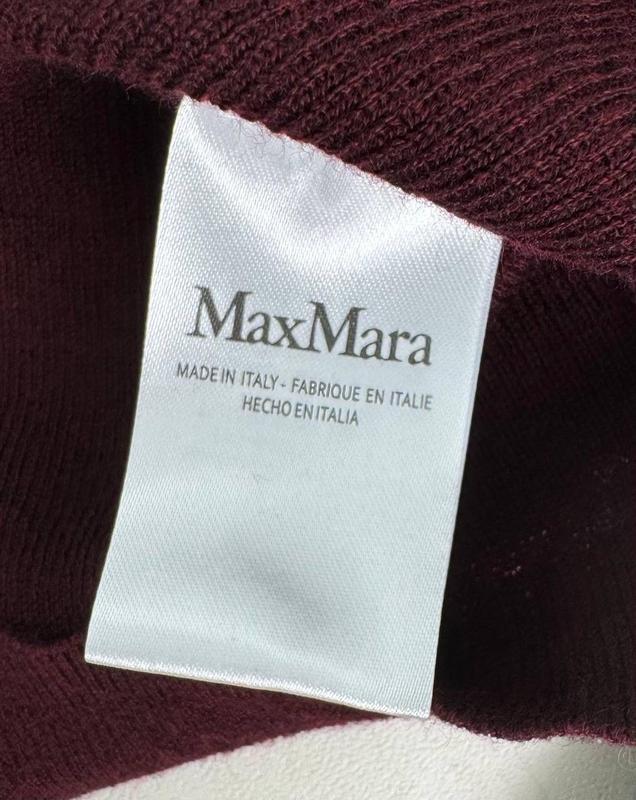 MaxMara
MADE IN ITALY - FABRIQUE EN ITALIE
HECHO EN ITALIA